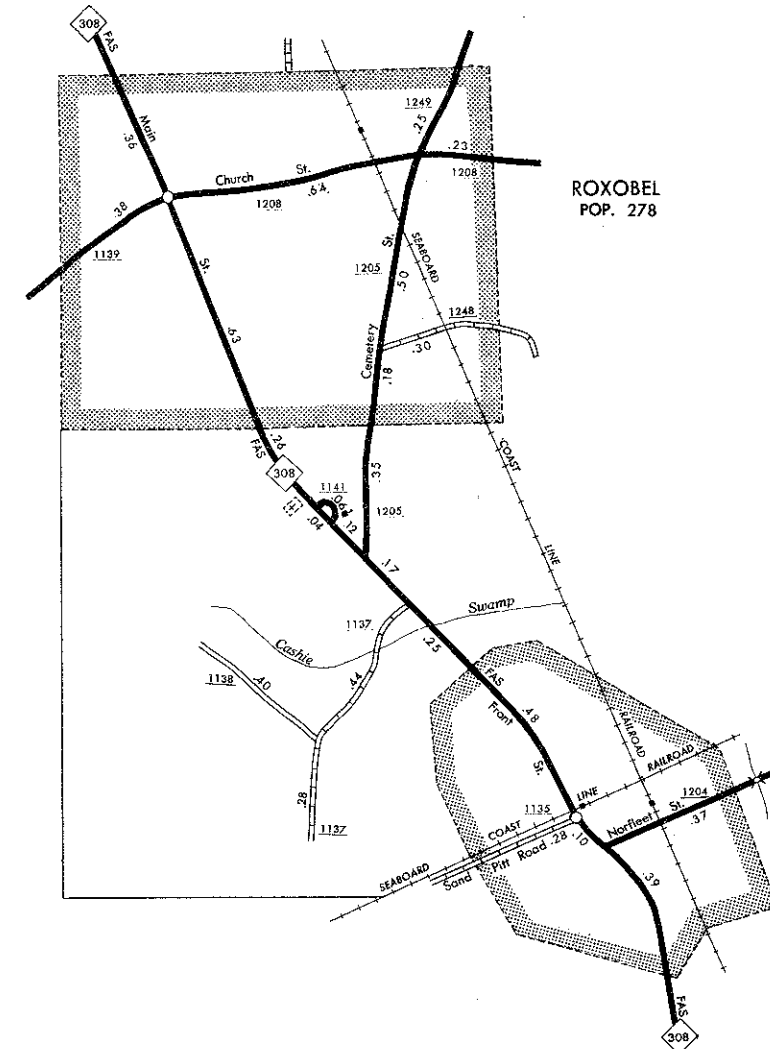 308
FAS
Main
.36
1249
.25
.23
1208
Church St.
.64
1208
ROXOBEL
POP. 278
.38
1139
St.
SEABOARD
St.
1205
.50
.63
1248
.30
Cemetery
.18
.26
FAS
308
COAST
.35
1141
.06
.04
.12
1205
.17
LINE
1137
Swamp
Cashie
.25
.44
1138
.40
FAS
Front
.48
St.
.28
1137
RAILROAD
RAILROAD
LINE
1135
1204
Norfleet St.
.37
COAST
.28
.10
Sand Pitt Road
SEABOARD
.39
FAS
308